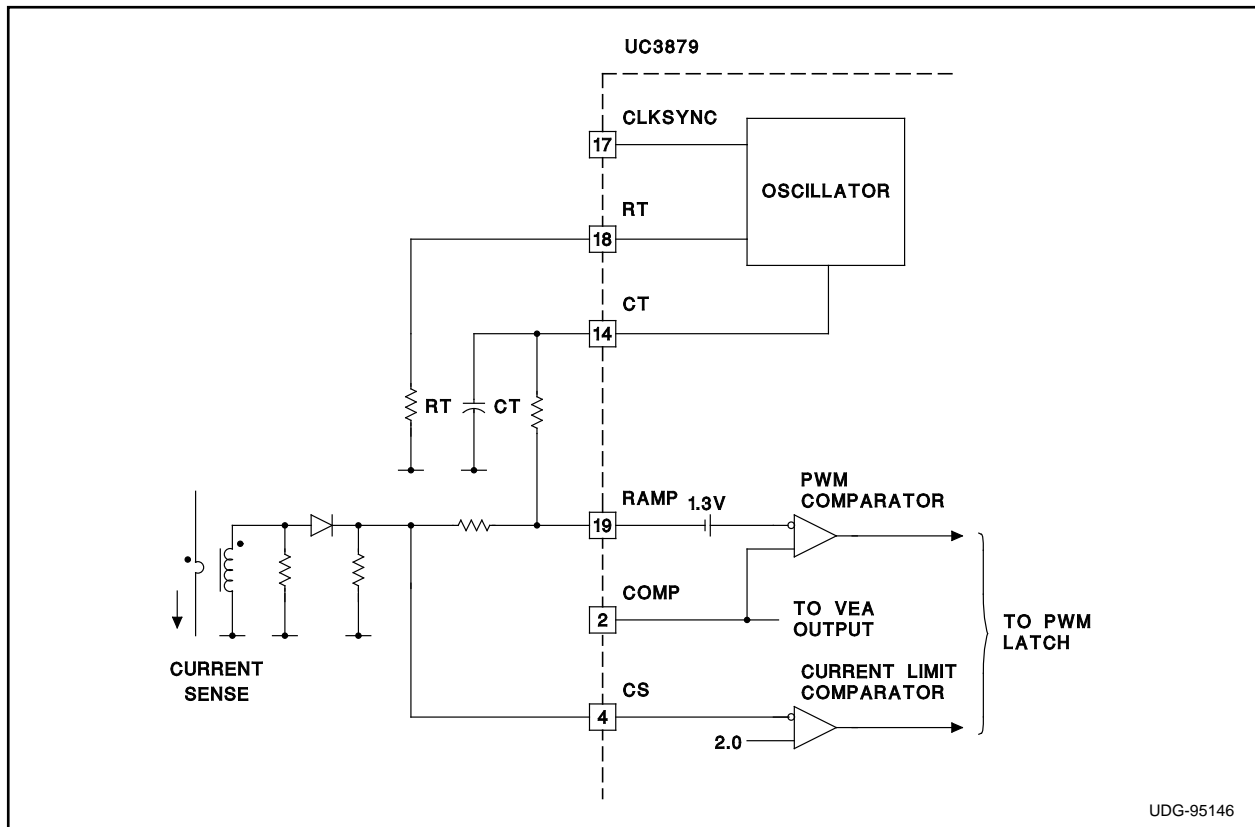 UC3879
CLKSYNC
17
OSCILLATOR
RT
18
CT
14
RT
CT
RAMP
1.3V
PWM
COMPARATOR
19
COMP
2
TO VEA
OUTPUT
TO PWM
LATCH
CURRENT
SENSE
CS
CURRENT LIMIT
COMPARATOR
4
2.0
UDG-95146